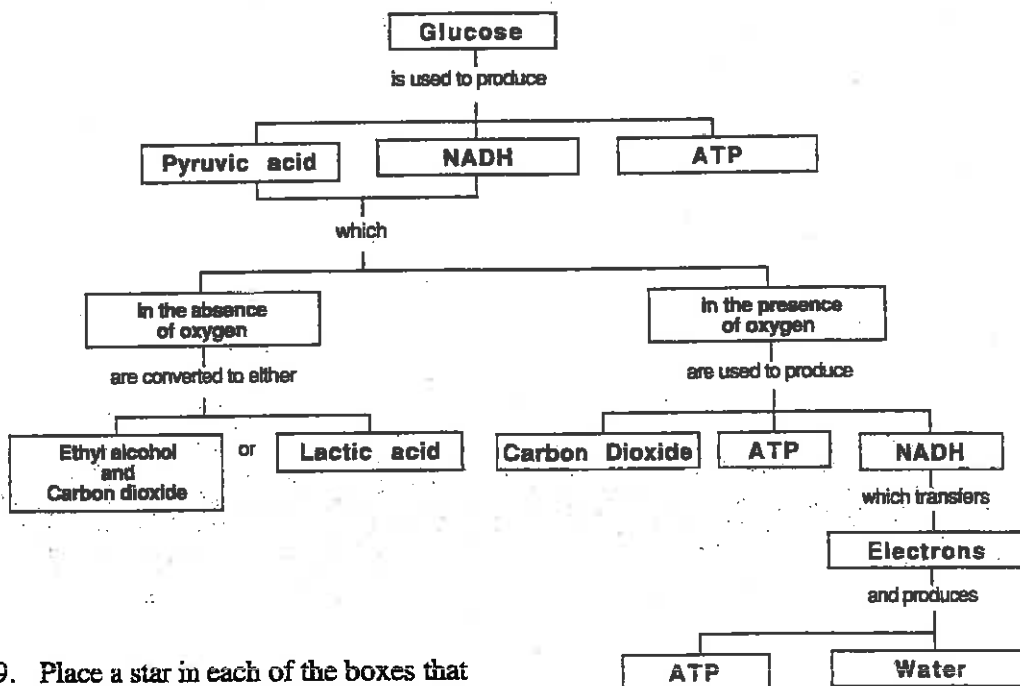 Glucose
is used to produce
Pyruvic acid
NADH
ATP
which
in the absence
of oxygen
in the presence
of oxygen
are converted to either
are used to produce
Ethyl alcohol
and
Carbon dioxide
or
Lactic acid
Carbon Dioxide
ATP
NADH
which transfers
Electrons
and produces
9. Place a star in each of the boxes that
ATP
Water